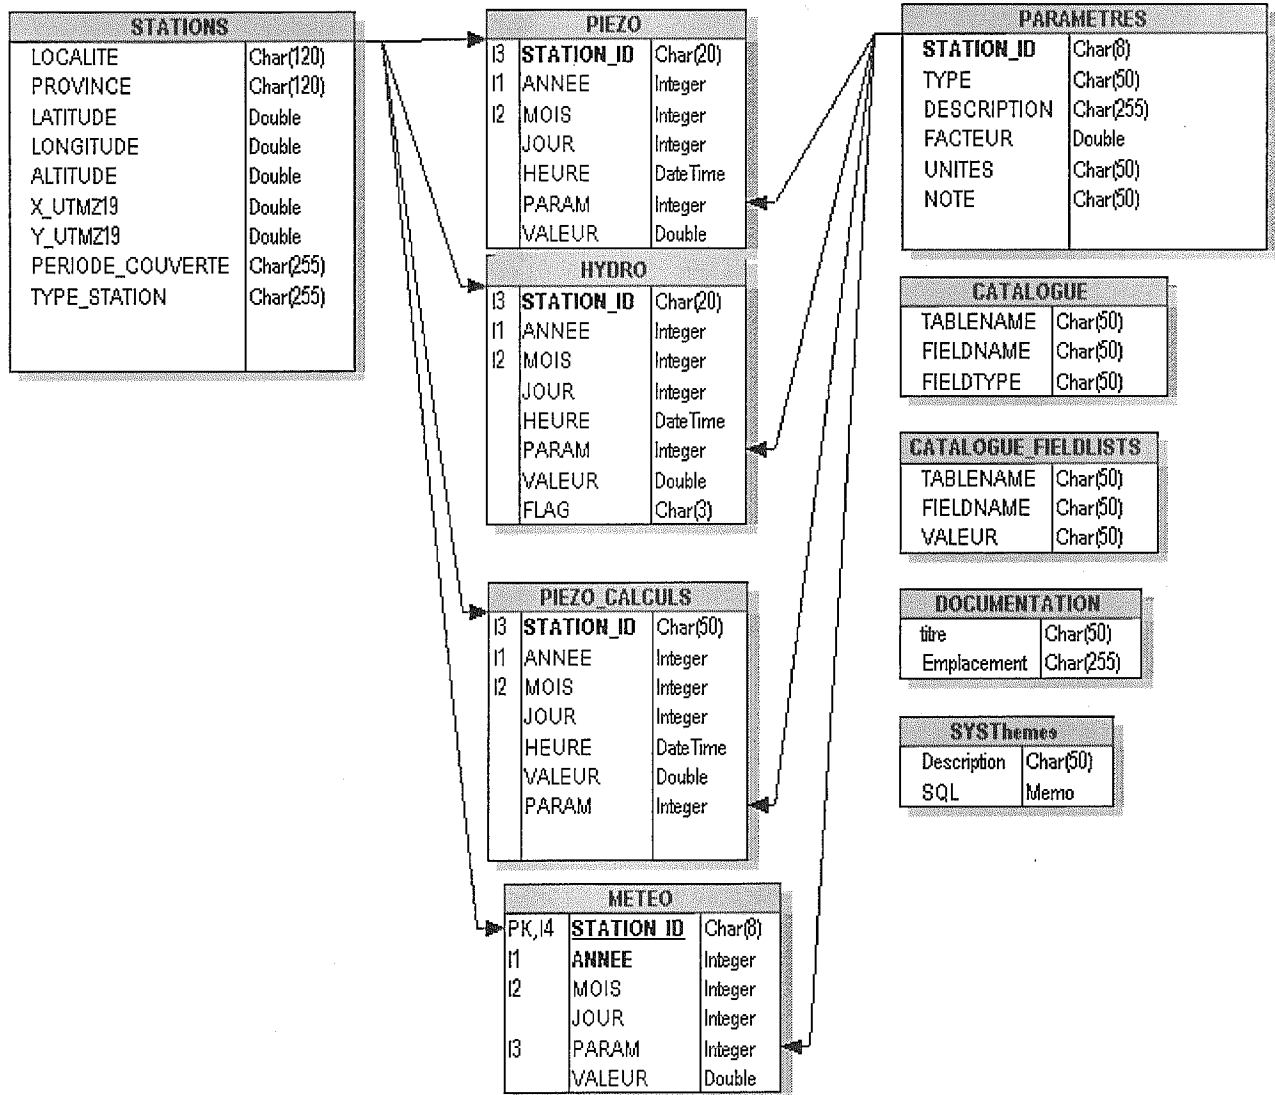 STATIONS
LOCALITE Char(120)
PROVINCE Char(120)
LATITUDE Double
LONGITUDE Double
ALTITUDE Double
X_UTMZ19 Double
Y_UTMZ19 Double
PERIODE_COUVERTE Char(255)
TYPE_STATION Char(255)
PIEZO
I3 STATION_ID Char(20)
I1 ANNEE Integer
I2 MOIS Integer
JOUR Integer
HEURE DateTime
PARAM Integer
VALEUR Double
HYDRO
I3 STATION_ID Char(20)
I1 ANNEE Integer
I2 MOIS Integer
JOUR Integer
HEURE DateTime
PARAM Integer
VALEUR Double
FLAG Char(3)
PIEZO_CALCULS
I3 STATION_ID Char(50)
I1 ANNEE Integer
I2 MOIS Integer
JOUR Integer
HEURE DateTime
VALEUR Double
PARAM Integer
METEO
PK,I4 STATION_ID Char(8)
I1 ANNEE Integer
I2 MOIS Integer
JOUR Integer
I3 PARAM Integer
VALEUR Double
PARAMETRES
STATION_ID Char(8)
TYPE Char(50)
DESCRIPTION Char(255)
FACTEUR Double
UNITES Char(50)
NOTE Char(50)
CATALOGUE
TABLENAME Char(50)
FIELDNAME Char(50)
FIELDTYPE Char(50)
CATALOGUE_FIELDLISTS
TABLENAME Char(50)
FIELDNAME Char(50)
VALEUR Char(50)
DOCUMENTATION
titre Char(50)
Emplacement Char(255)
SYSThemes
Description Char(50)
SQL Memo